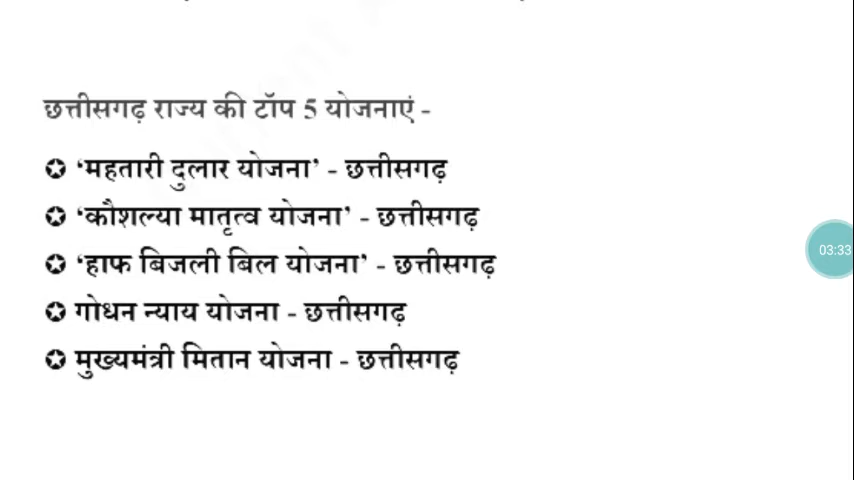 छत्तीसगढ़ राज्य की टॉप 5 योजनाएं -
✪ ‘महतारी दुलार योजना’ - छत्तीसगढ़
✪ ‘कौशल्या मातृत्व योजना’ - छत्तीसगढ़
✪ ‘हाफ बिजली बिल योजना’ - छत्तीसगढ़
✪ गोधन न्याय योजना - छत्तीसगढ़
✪ मुख्यमंत्री मितान योजना - छत्तीसगढ़
03:33